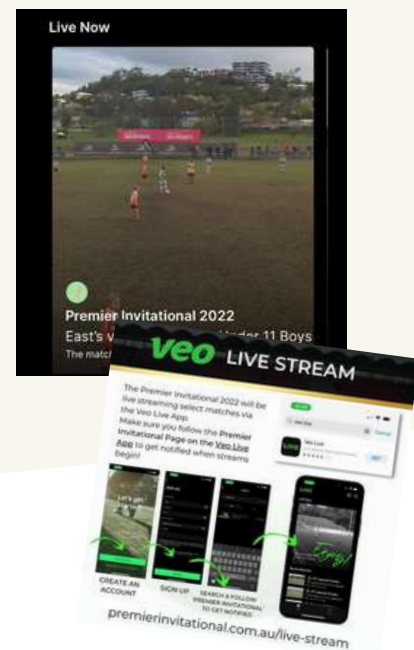 Live Now
Premier Invitational 2022
East's v Under 11 Boys
The match
veo LIVE STREAM
The Premier Invitational 2022 will be
live streaming select matches via
the Veo Live App.
Make sure you follow the Premier
Invitational Page on the Veo Live
App to get notified when streams
begin!
Veo Live
LIVE
Let's get
Enjoy!
CREATE AN
ACCOUNT
SIGN UP
SEARCH & FOLLOW
'PREMIER INVITATIONAL'
TO GET NOTIFIED
premierinvitational.com.au/live-stream